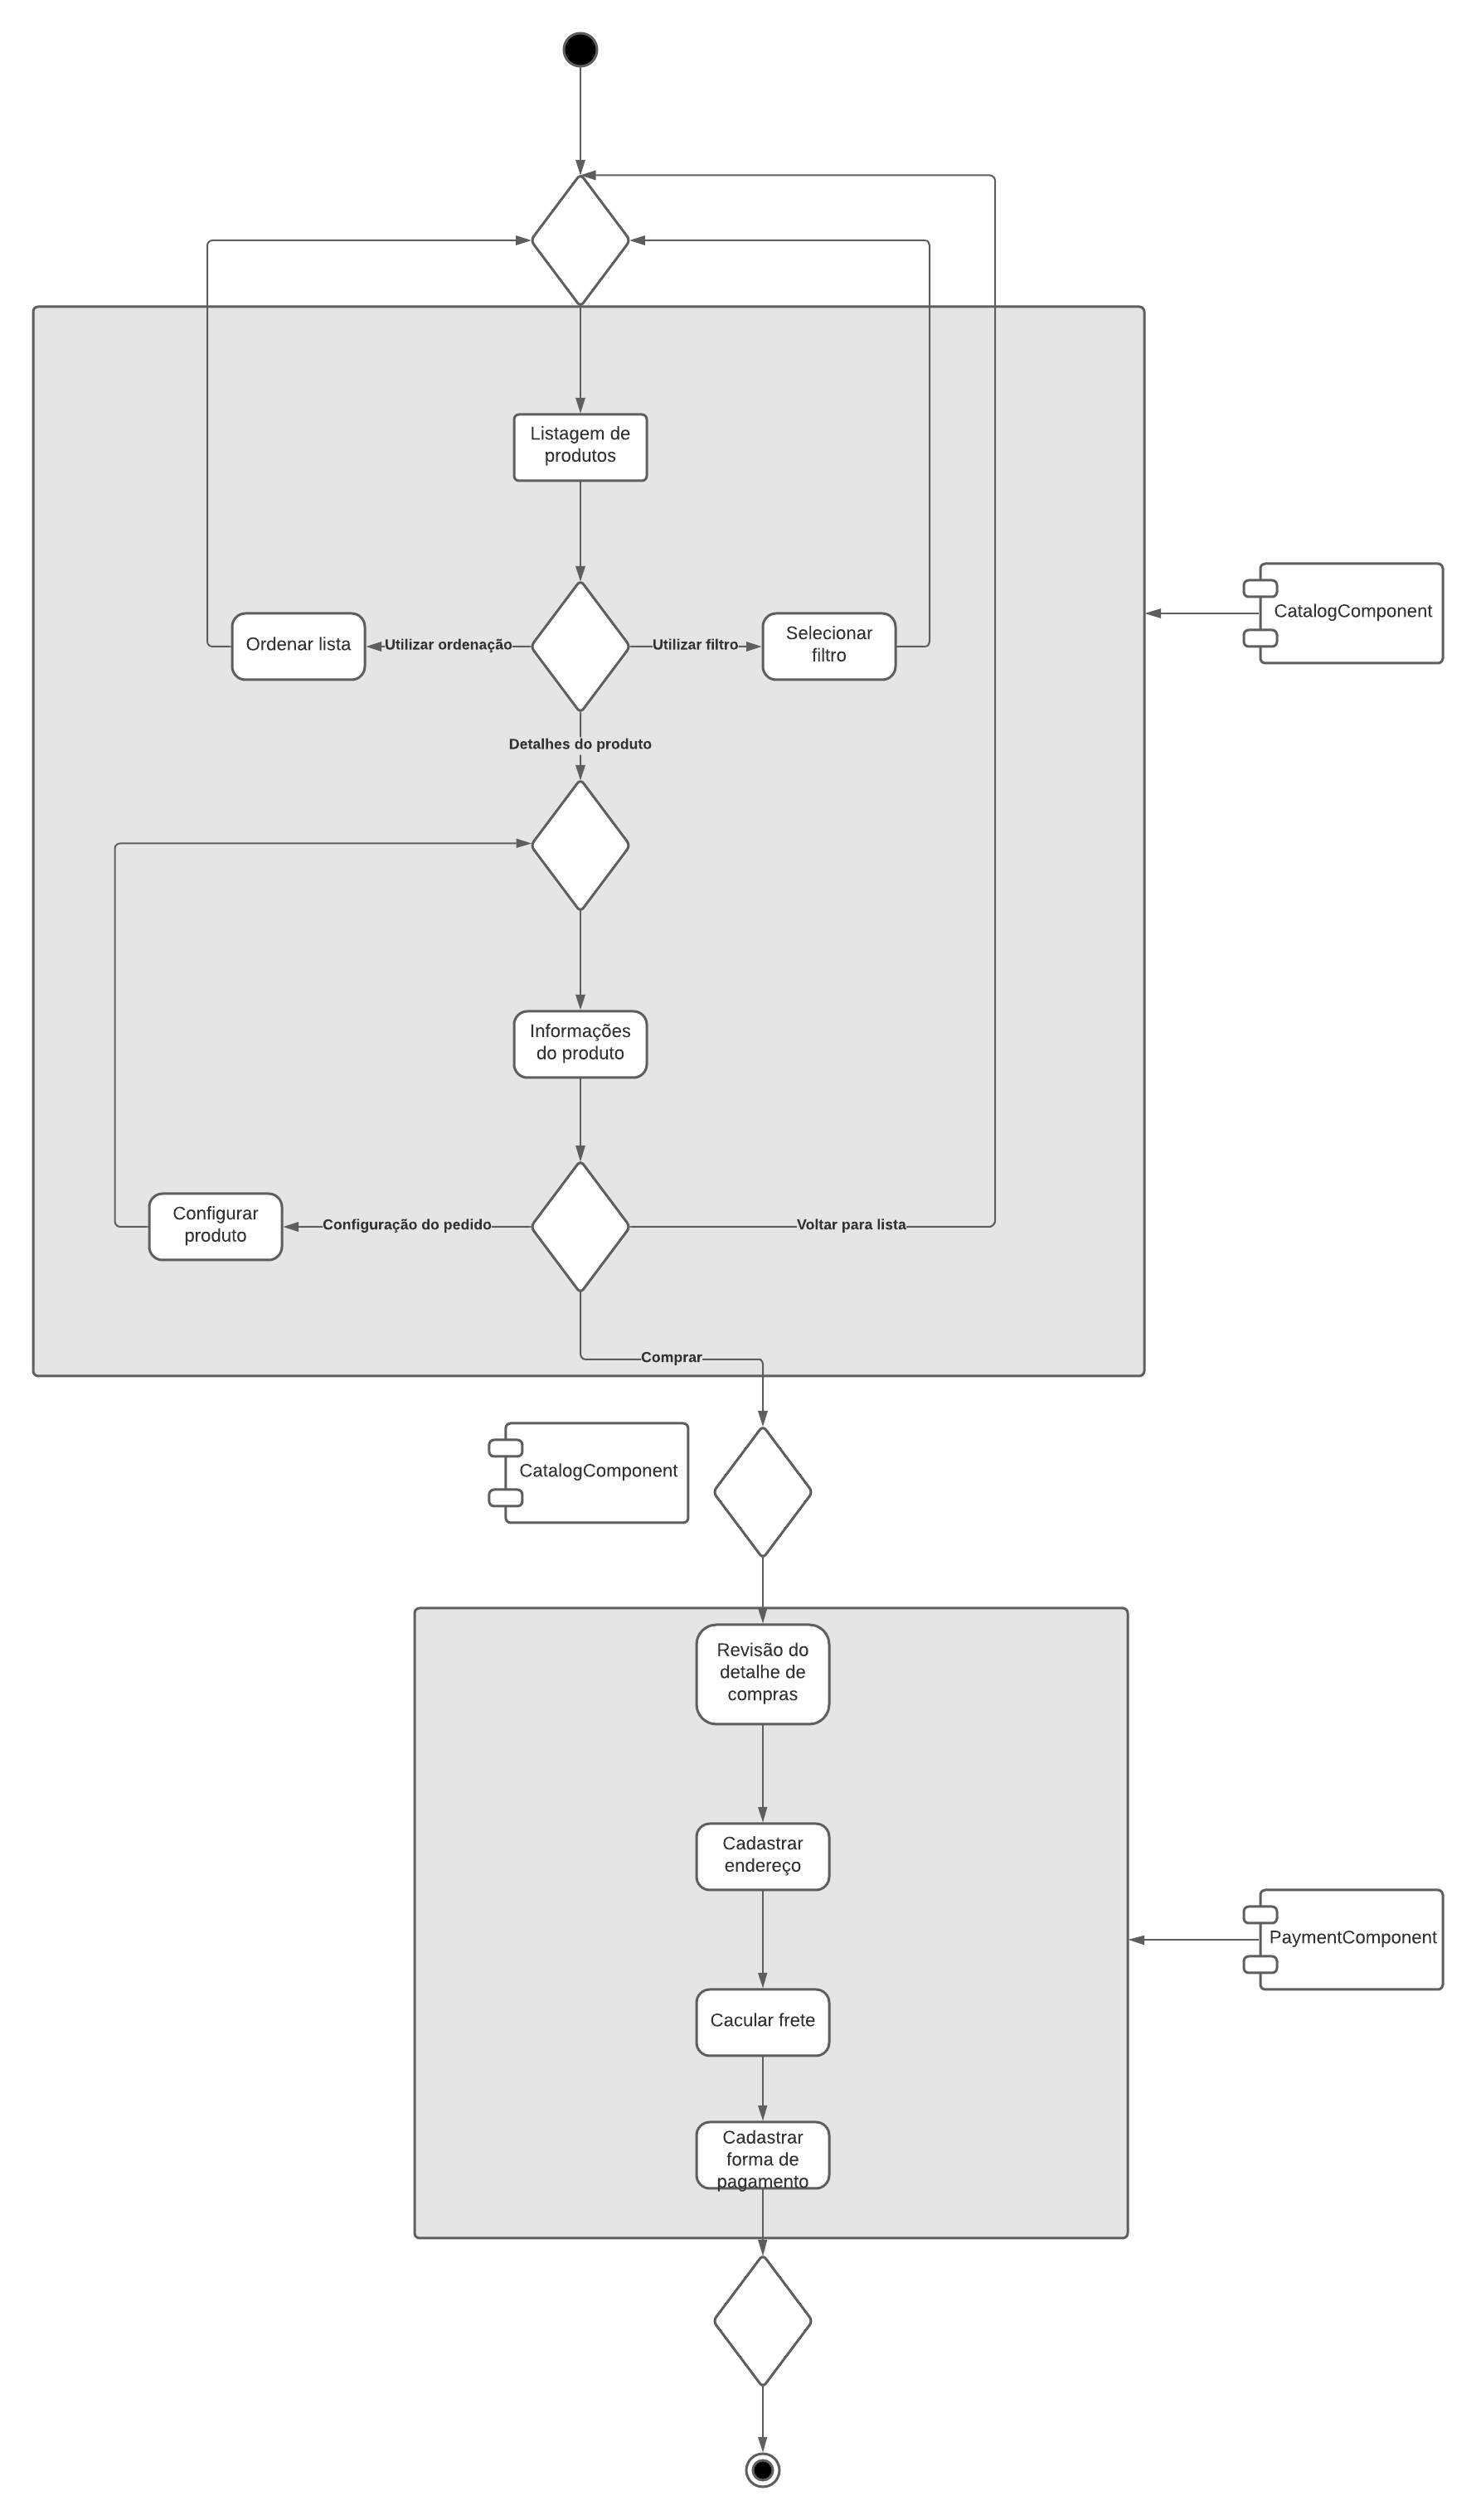 Listagem de
produtos
Ordenar lista
Utilizar ordenação
Utilizar filtro
Selecionar
filtro
CatalogComponent
Detalhes do produto
Informações
do produto
Configurar
produto
Configuração do pedido
Voltar para lista
Comprar
CatalogComponent
Revisão do
detalhe de
compras
Cadastrar
endereço
PaymentComponent
Cacular frete
Cadastrar
forma de
pagamento